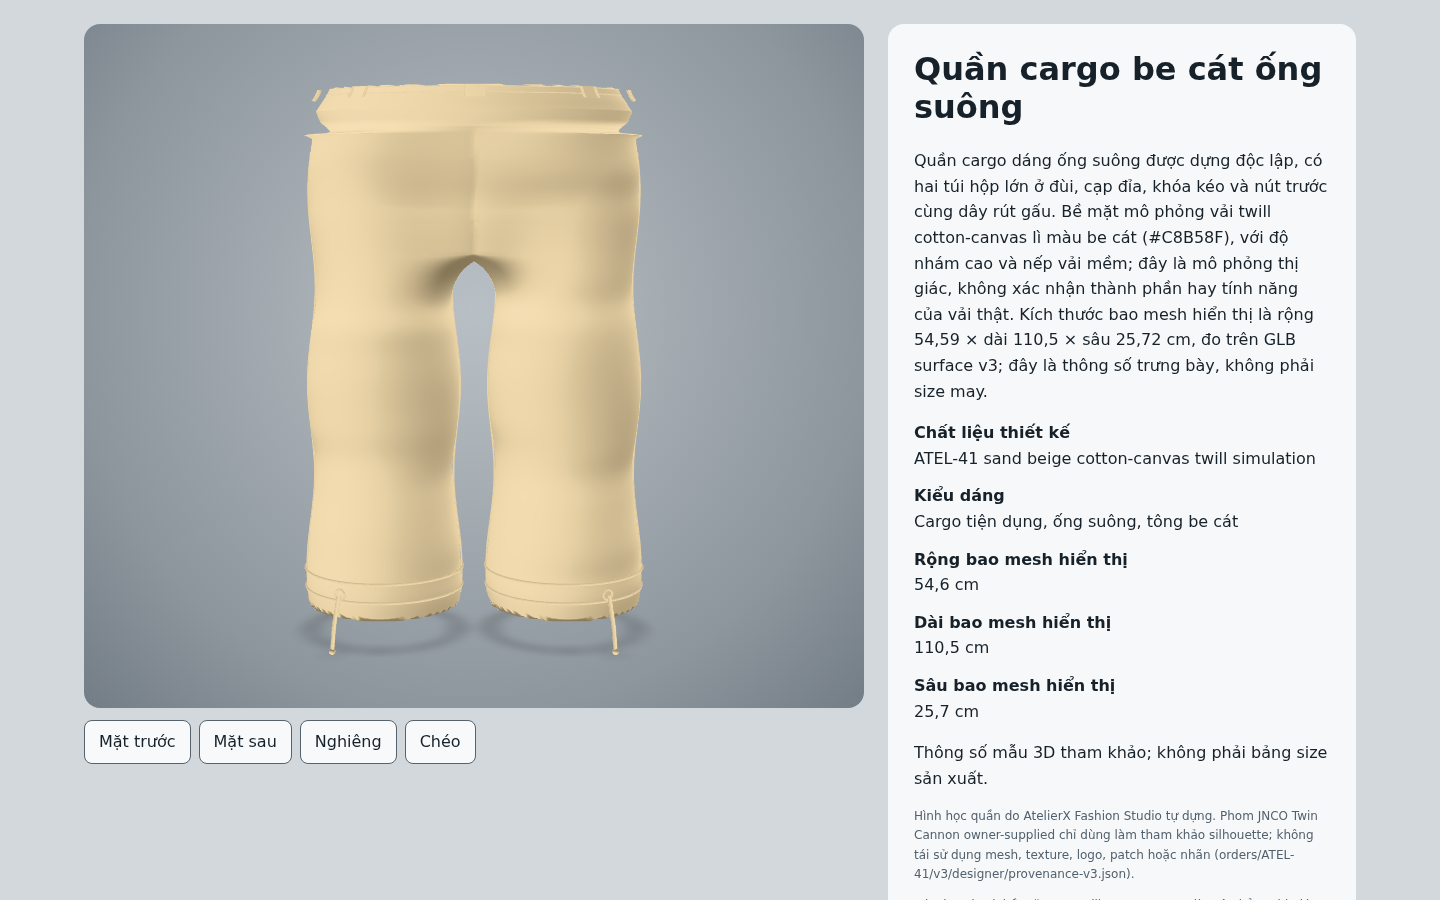 Quần cargo be cát ống
suông
Quần cargo dáng ống suông được dựng độc lập, có
hai túi hộp lớn ở đùi, cạp đỉa, khóa kéo và nút trước
cùng dây rút gấu. Bề mặt mô phỏng vải twill
cotton-canvas lì màu be cát (#C8B58F), với độ
nhám cao và nếp vải mềm; đây là mô phỏng thị
giác, không xác nhận thành phần hay tính năng
của vải thật. Kích thước bao mesh hiển thị là rộng
54,59 × dài 110,5 × sâu 25,72 cm, đo trên GLB
surface v3; đây là thông số trưng bày, không phải
size may.
Chất liệu thiết kế
ATEL-41 sand beige cotton-canvas twill simulation
Kiểu dáng
Cargo tiện dụng, ống suông, tông be cát
Rộng bao mesh hiển thị
54,6 cm
Dài bao mesh hiển thị
110,5 cm
Sâu bao mesh hiển thị
25,7 cm
Thông số mẫu 3D tham khảo; không phải bảng size
sản xuất.
Hình học quần do AtelierX Fashion Studio tự dựng. Phom JNCO Twin
Cannon owner-supplied chỉ dùng làm tham khảo silhouette; không
tái sử dụng mesh, texture, logo, patch hoặc nhãn (orders/ATEL-
41/v3/designer/provenance-v3.json).
Mặt trước
Mặt sau
Nghiêng
Chéo